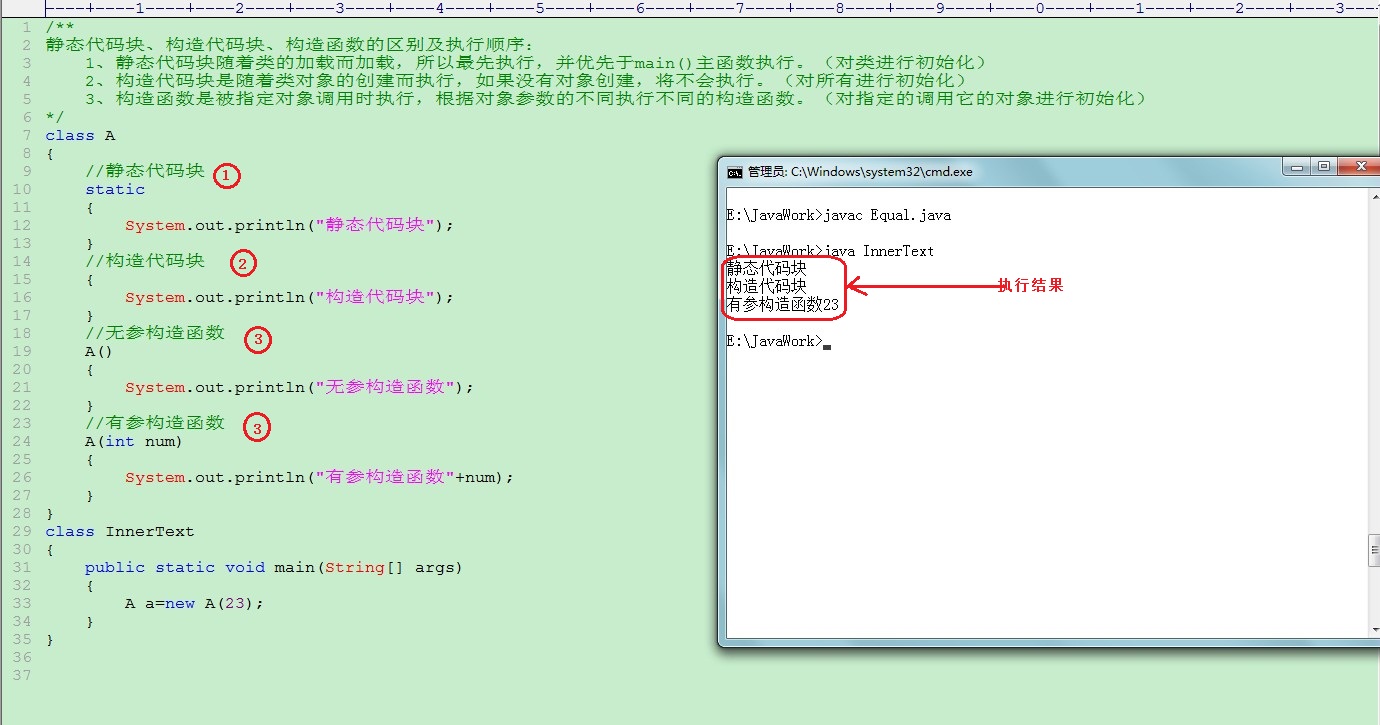 ----+----1----+----2----+----3----+----4----+----5----+----6----+----7----+----8----+----9----+----0----+----1----+----2----+----3---
1 /**
2 静态代码块、构造代码块、构造函数的区别及执行顺序：
3 1、静态代码块随着类的加载而加载，所以最先执行，并优先于main()主函数执行。（对类进行初始化）
4 2、构造代码块是随着类对象的创建而执行，如果没有对象创建，将不会执行。（对所有进行初始化）
5 3、构造函数是被指定对象调用时执行，根据对象参数的不同执行不同的构造函数。（对指定的调用它的对象进行初始化）
6 */
7 class A
8 {
9 //静态代码块 1
10 static
11 {
12 System.out.println("静态代码块");
13 }
14 //构造代码块 2
15 {
16 System.out.println("构造代码块");
17 }
18 //无参构造函数 3
19 A()
20 {
21 System.out.println("无参构造函数");
22 }
23 //有参构造函数 3
24 A(int num)
25 {
26 System.out.println("有参构造函数"+num);
27 }
28 }
29 class InnerText
30 {
31 public static void main(String[] args)
32 {
33 A a=new A(23);
34 }
35 }
36
37
管理员: C:\Windows\system32\cmd.exe
E:\JavaWork>javac Equal.java
E:\JavaWork>java InnerText
静态代码块
构造代码块
有参构造函数23
执行结果
E:\JavaWork>_